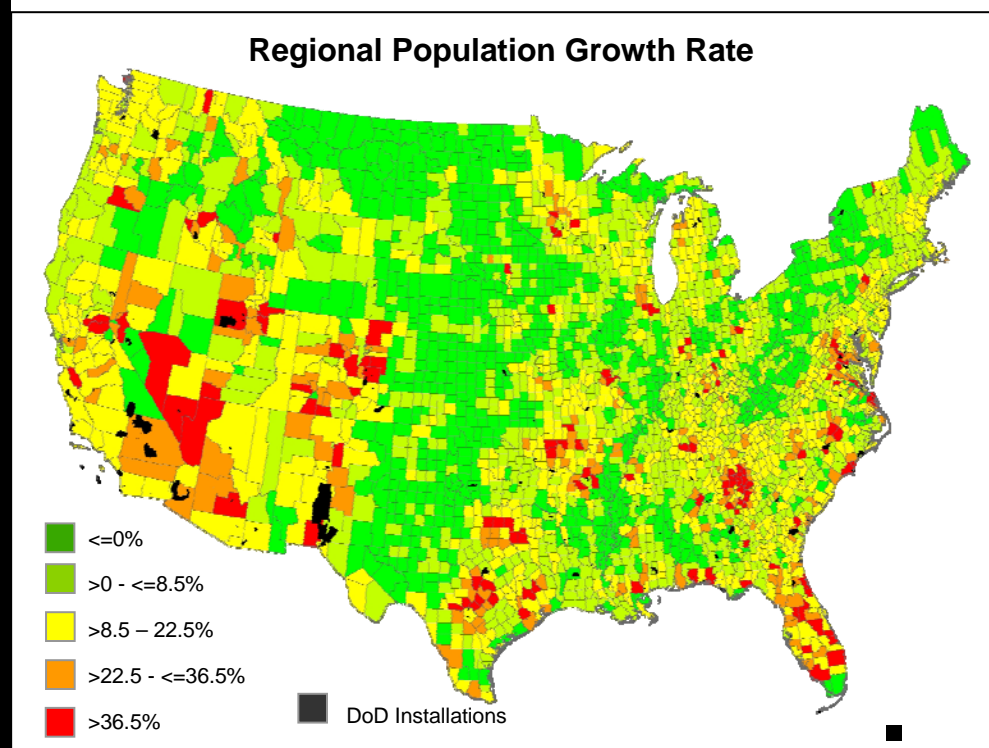 Regional Population Growth Rate
<=0%
>0 - <=8.5%
>8.5 – 22.5%
>22.5 - <=36.5%
>36.5%
DoD Installations